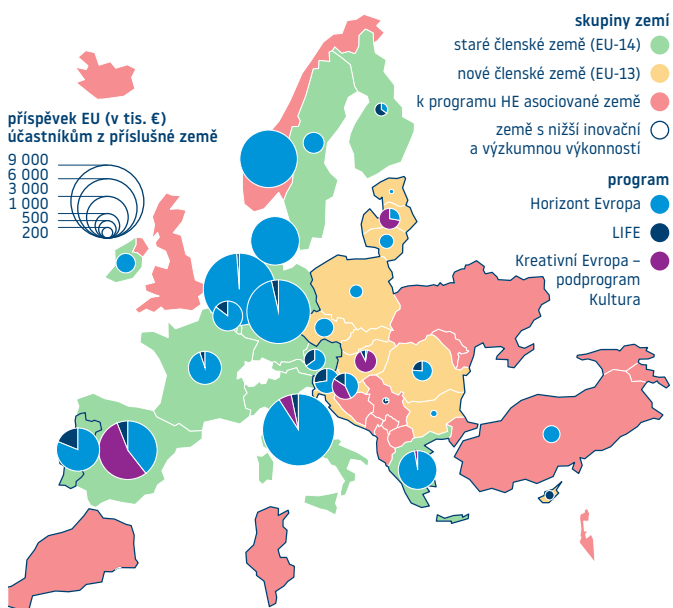 skupiny zemí
staré členské země (EU-14)
nové členské země (EU-13)
k programu HE asociované země
země s nižší inovační
a výzkumnou výkonností
příspěvek EU (v tis. €)
účastníkům z příslušné země
9 000
6 000
3 000
1 000
500
200
program
Horizont Evropa
LIFE
Kreativní Evropa –
podprogram
Kultura